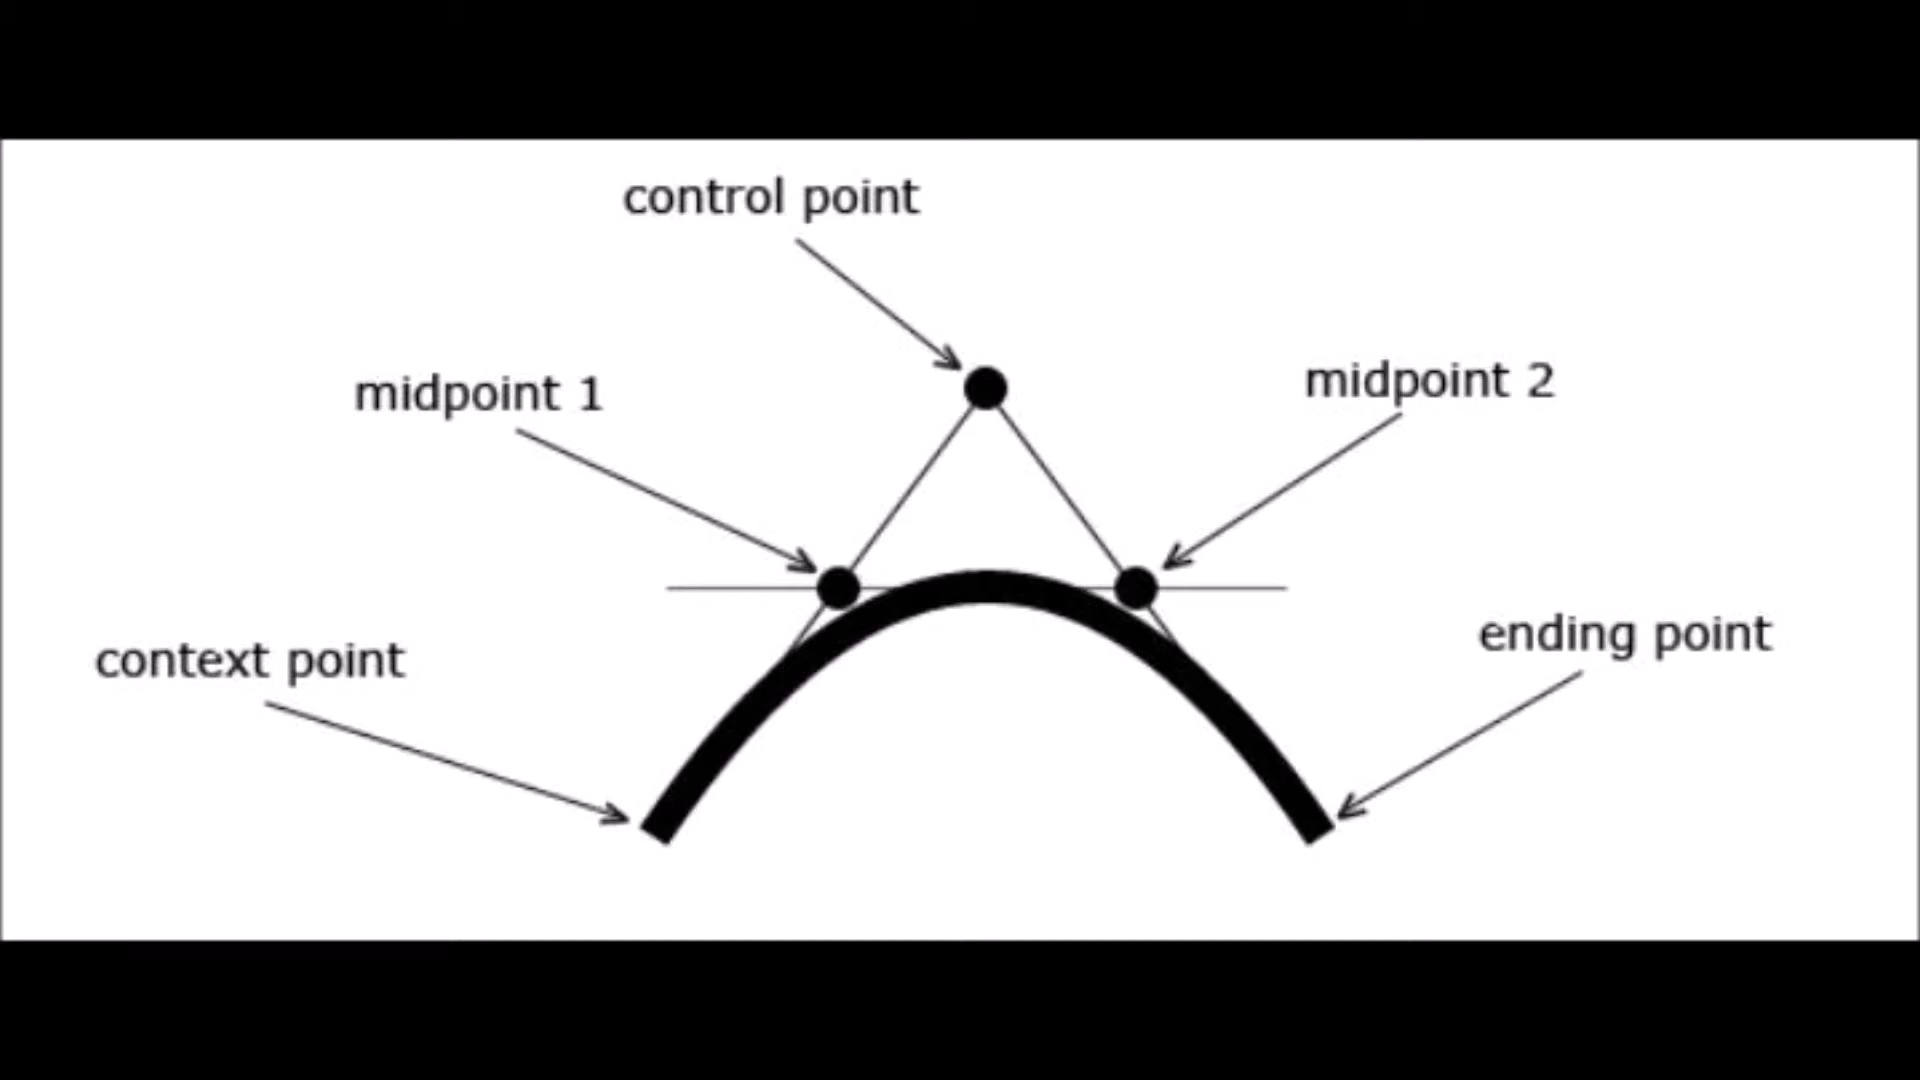 control point
midpoint 1
midpoint 2
context point
ending point